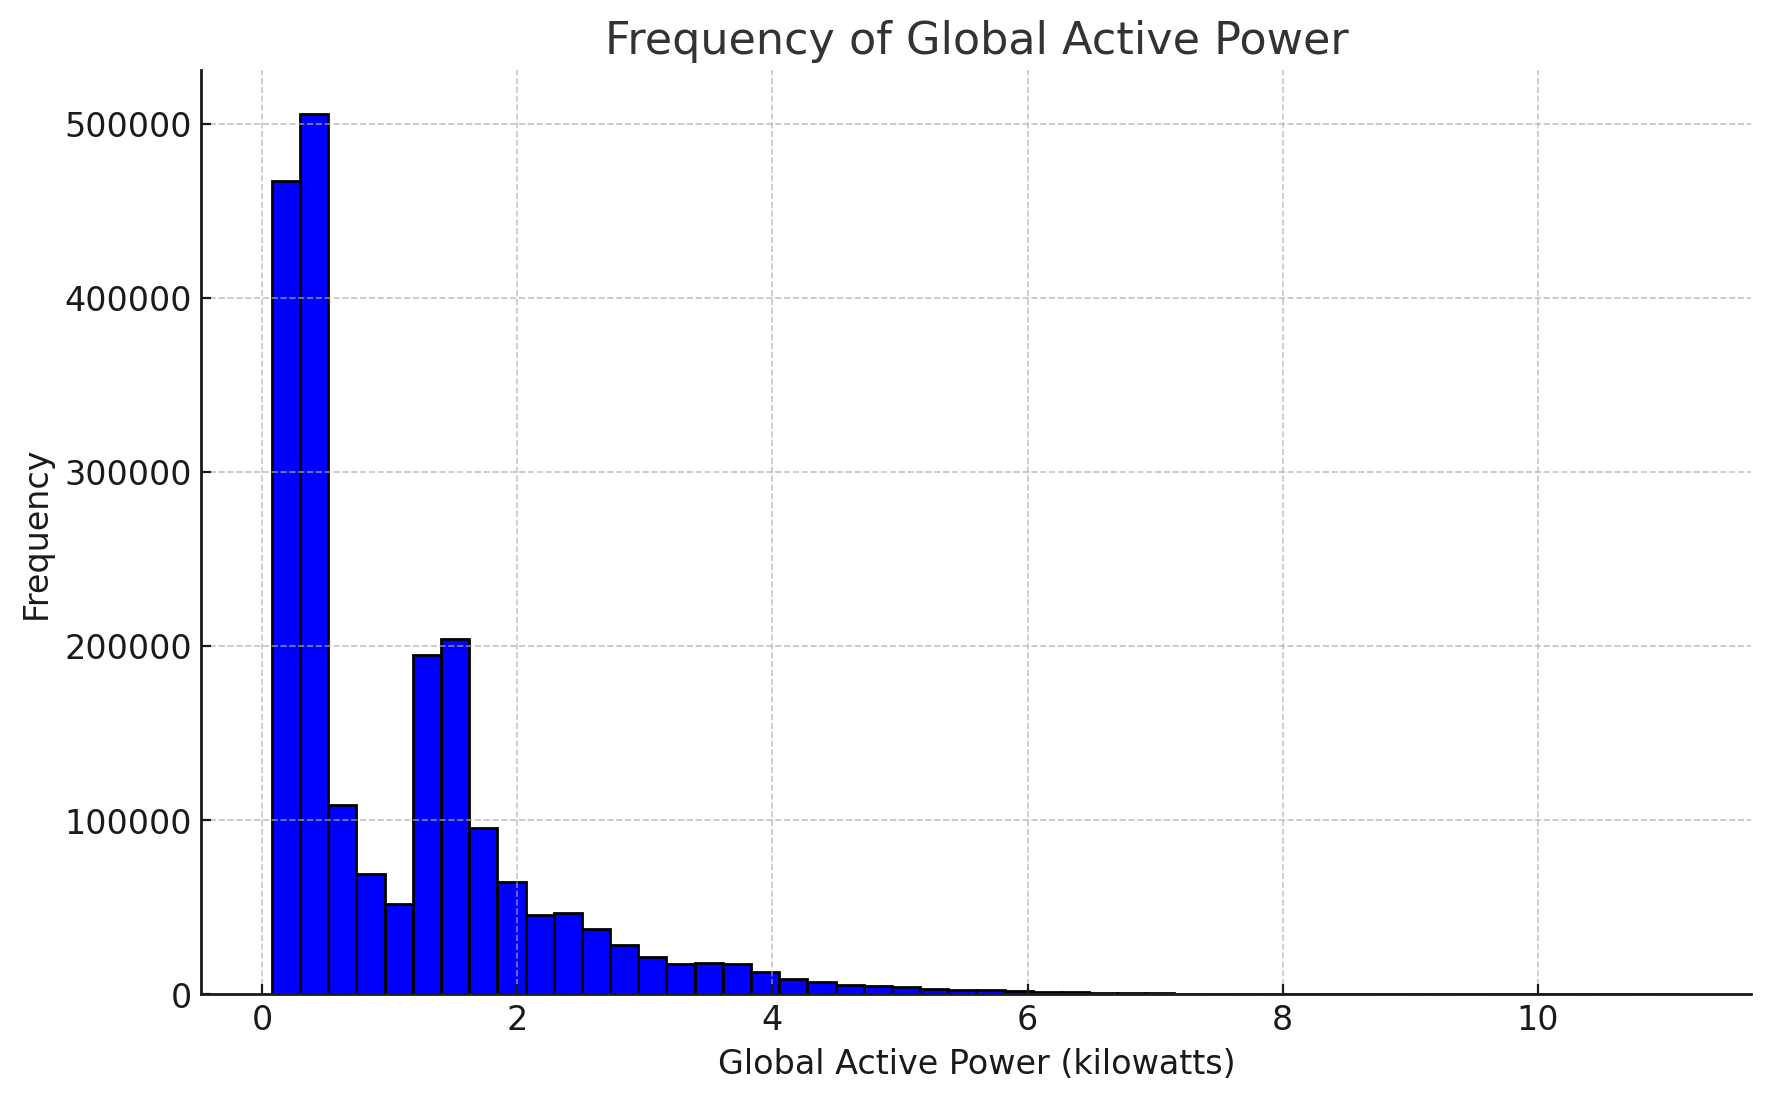 Frequency of Global Active Power
500000
400000
300000
200000
100000
0
Frequency
0 2 4 6 8 10
Global Active Power (kilowatts)